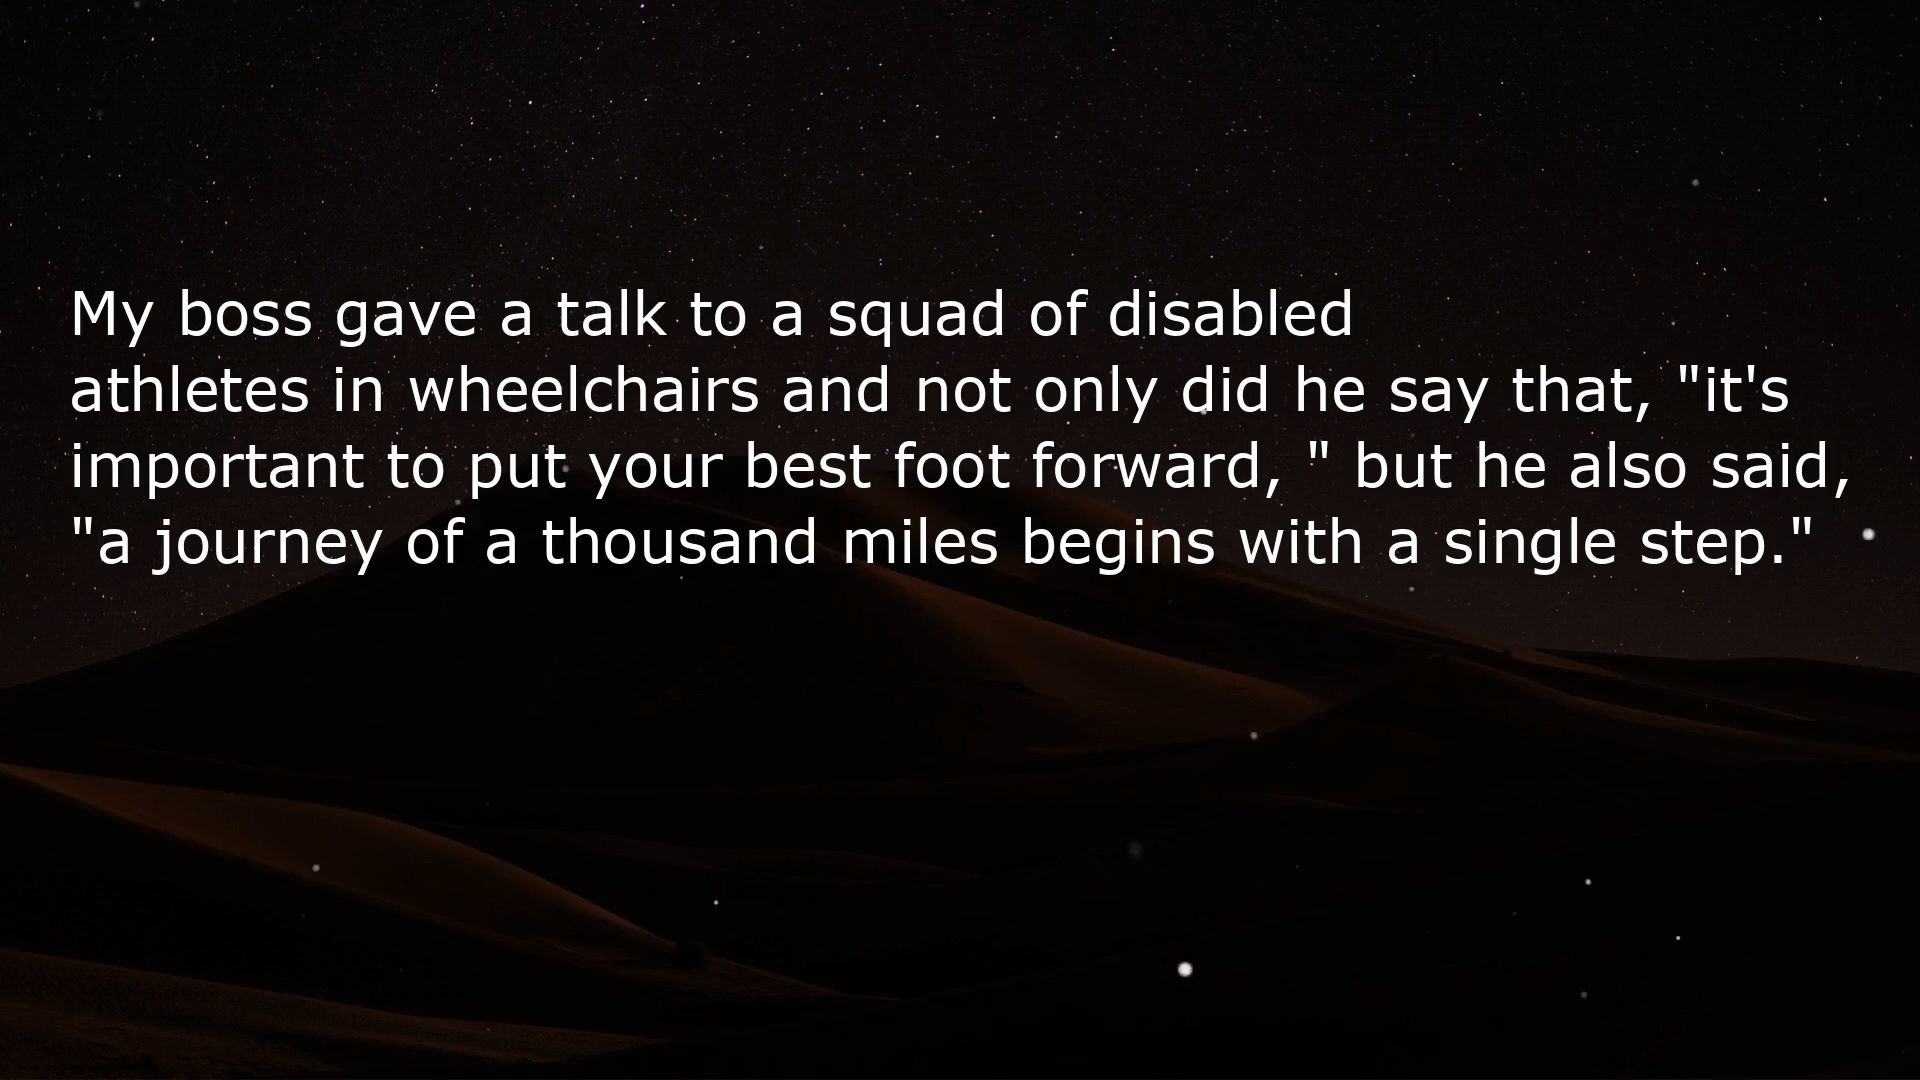 My boss gave a talk to a squad of disabled
athletes in wheelchairs and not only did he say that, "it's
important to put your best foot forward, " but he also said,
"a journey of a thousand miles begins with a single step."